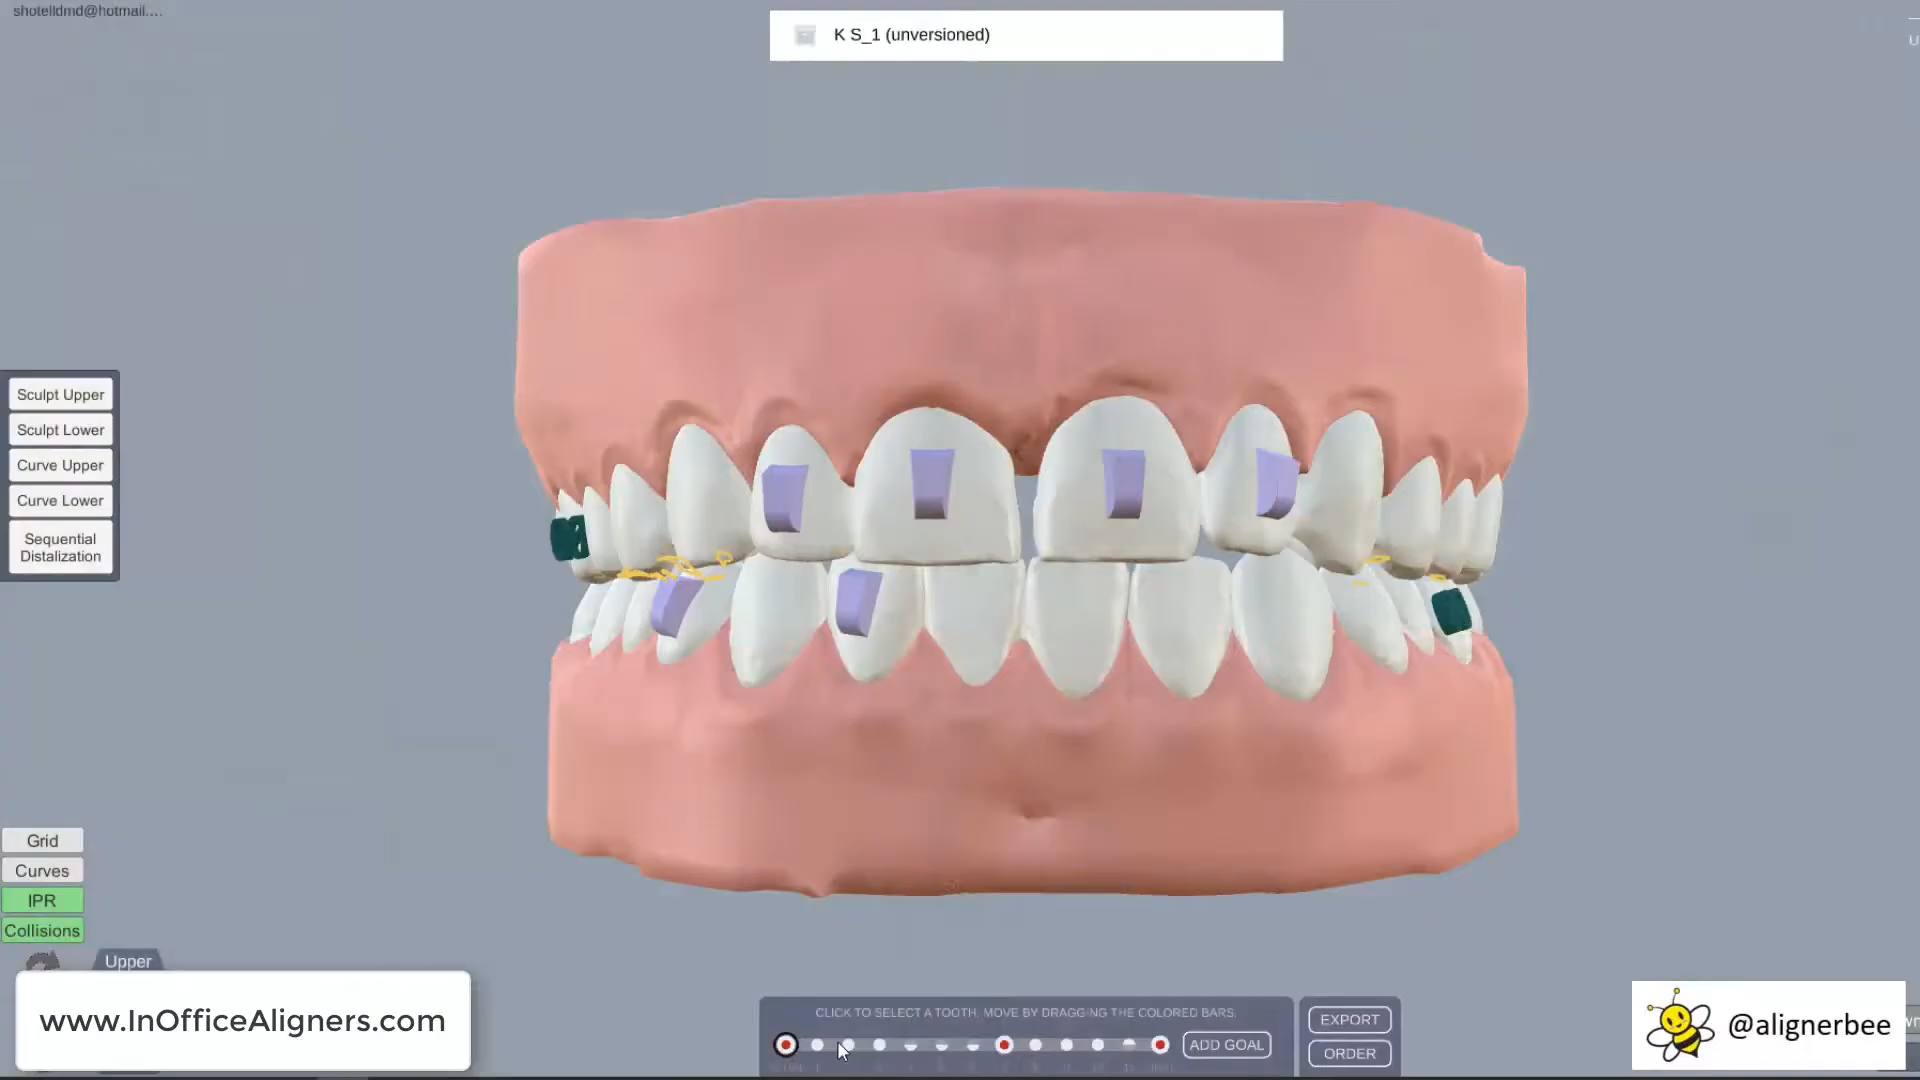 shotelldmd@hotmail....
K S_1 (unversioned)
U
Sculpt Upper
Sculpt Lower
Curve Upper
Curve Lower
Sequential
Distalization
Grid
Curves
IPR
Collisions
Upper
www.InOfficeAligners.com
CLICK TO SELECT A TOOTH. MOVE BY DRAGGING THE COLORED BARS.
ADD GOAL
EXPORT
ORDER
@alignerbee